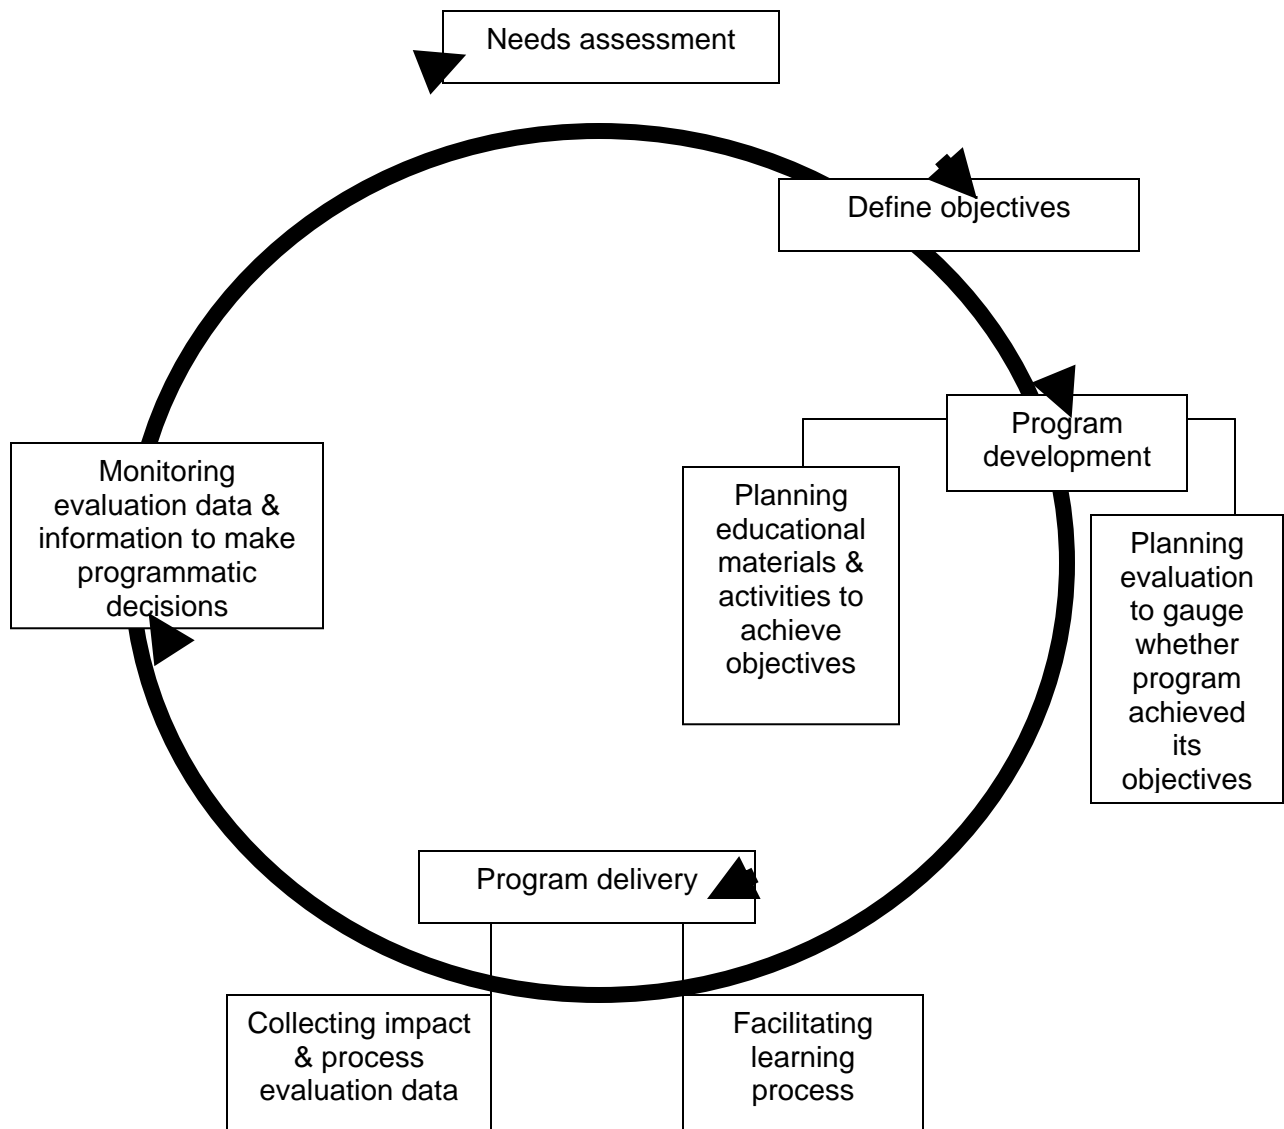 Needs assessment
Define objectives
Program
development
Monitoring
evaluation data &
information to make
programmatic
decisions
Planning
educational
materials &
activities to
achieve
objectives
Planning
evaluation
to gauge
whether
program
achieved
its
objectives
Program delivery
Collecting impact
& process
evaluation data
Facilitating
learning
process